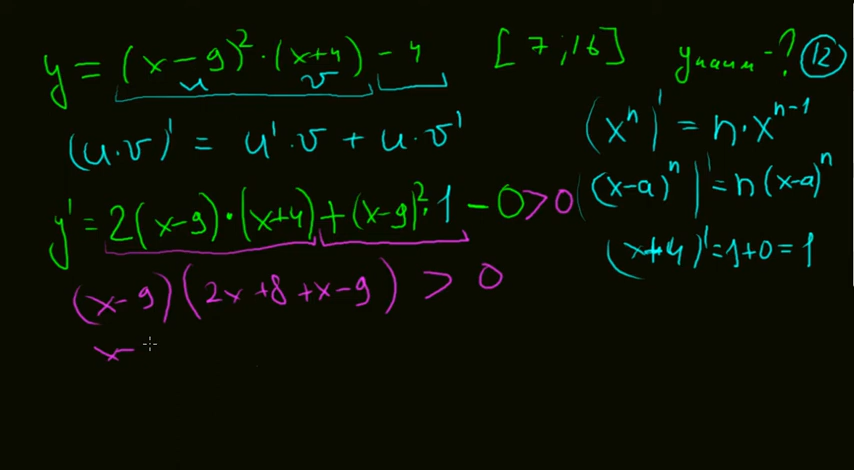 y = (x-9)²·(x+4) - 4 [7;16] yнаим - ? 12
u v
(xⁿ)' = n·xⁿ⁻¹
(u·v)' = u'·v + u·v'
((x-a)ⁿ)' = n(x-a)ⁿ
y' = 2(x-9)·(x+4) + (x-9)²·1 - 0 > 0
(x+4)' = 1+0 = 1
(x-9)(2x+8+x-9) > 0
x-